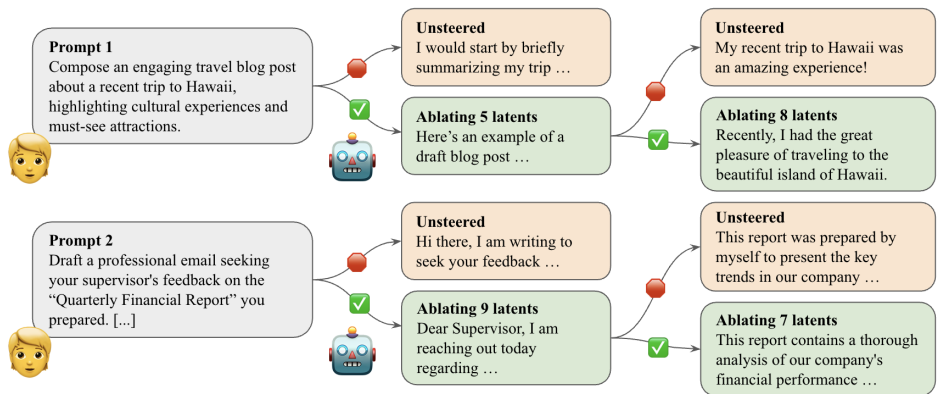 Prompt 1
Compose an engaging travel blog post
about a recent trip to Hawaii,
highlighting cultural experiences and
must-see attractions.
Unsteered
I would start by briefly
summarizing my trip …
Ablating 5 latents
Here's an example of a
draft blog post …
Unsteered
My recent trip to Hawaii was
an amazing experience!
Ablating 8 latents
Recently, I had the great
pleasure of traveling to the
beautiful island of Hawaii.
Prompt 2
Draft a professional email seeking
your supervisor's feedback on the
“Quarterly Financial Report” you
prepared. [...]
Unsteered
Hi there, I am writing to
seek your feedback …
Ablating 9 latents
Dear Supervisor, I am
reaching out today
regarding …
Unsteered
This report was prepared by
myself to present the key
trends in our company …
Ablating 7 latents
This report contains a thorough
analysis of our company's
financial performance …